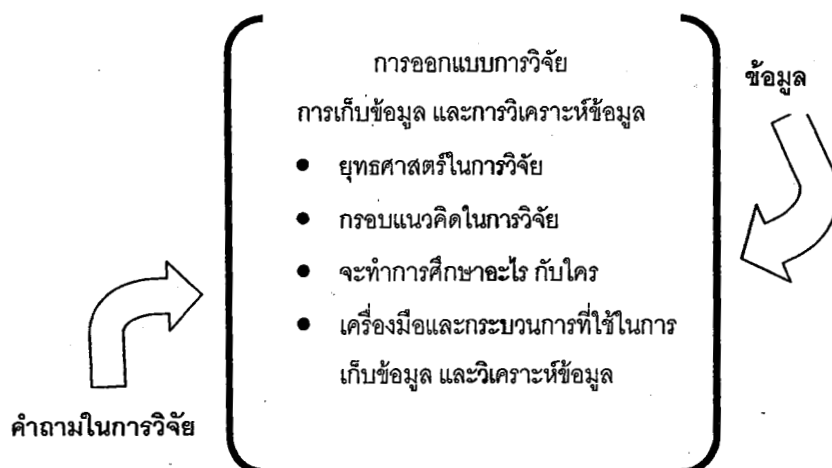 การออกแบบการวิจัย
ข้อมูล
การเก็บข้อมูล และการวิเคราะห์ข้อมูล
● ยุทธศาสตร์ในการวิจัย
● กรอบแนวคิดในการวิจัย
● จะทำการศึกษาอะไร กับใคร
● เครื่องมือและกระบวนการที่ใช้ในการ
เก็บข้อมูล และวิเคราะห์ข้อมูล
คำถามในการวิจัย